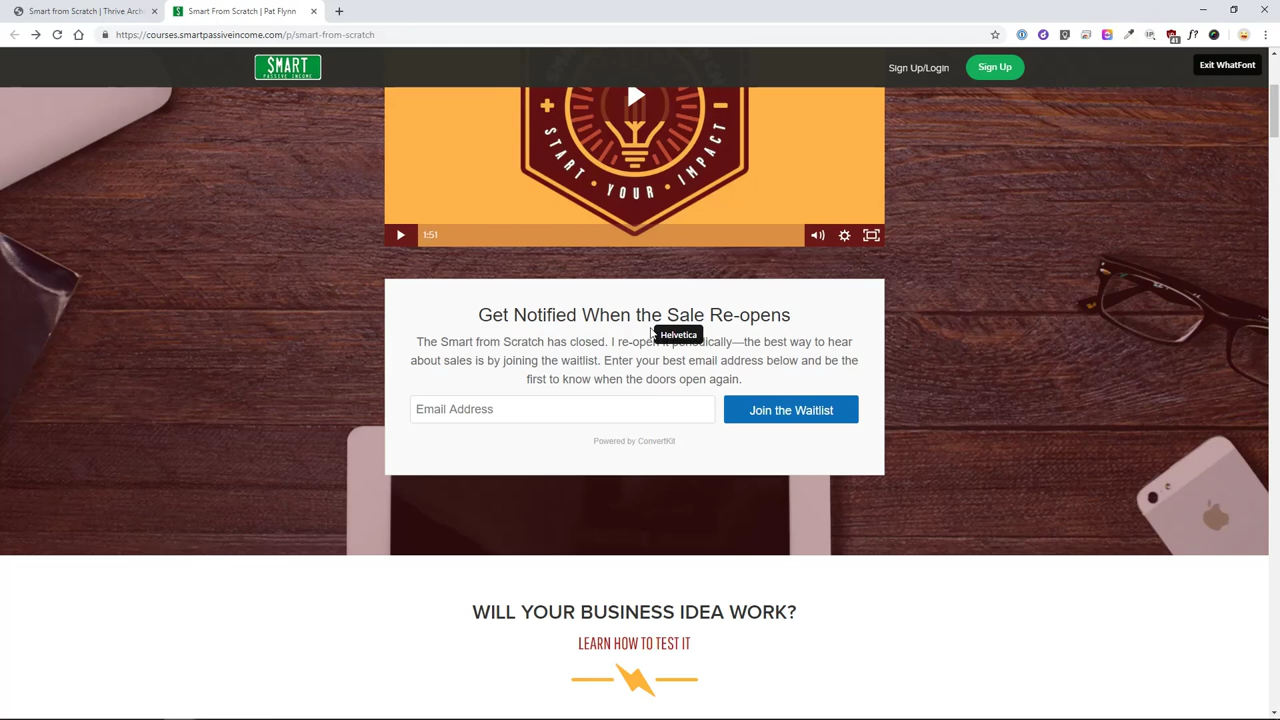 Smart from Scratch | Thrive Arch
Smart From Scratch | Pat Flynn
https://courses.smartpassiveincome.com/p/smart-from-scratch
41
IP
f?
SMART
PASSIVE INCOME
Sign Up/Login
Sign Up
Exit WhatFont
START • YOUR • IMPACT
1:51
Get Notified When the Sale Re-opens
Helvetica
The Smart from Scratch has closed. I re-open it periodically—the best way to hear
about sales is by joining the waitlist. Enter your best email address below and be the
first to know when the doors open again.
Email Address
Join the Waitlist
Powered by ConvertKit
WILL YOUR BUSINESS IDEA WORK?
LEARN HOW TO TEST IT